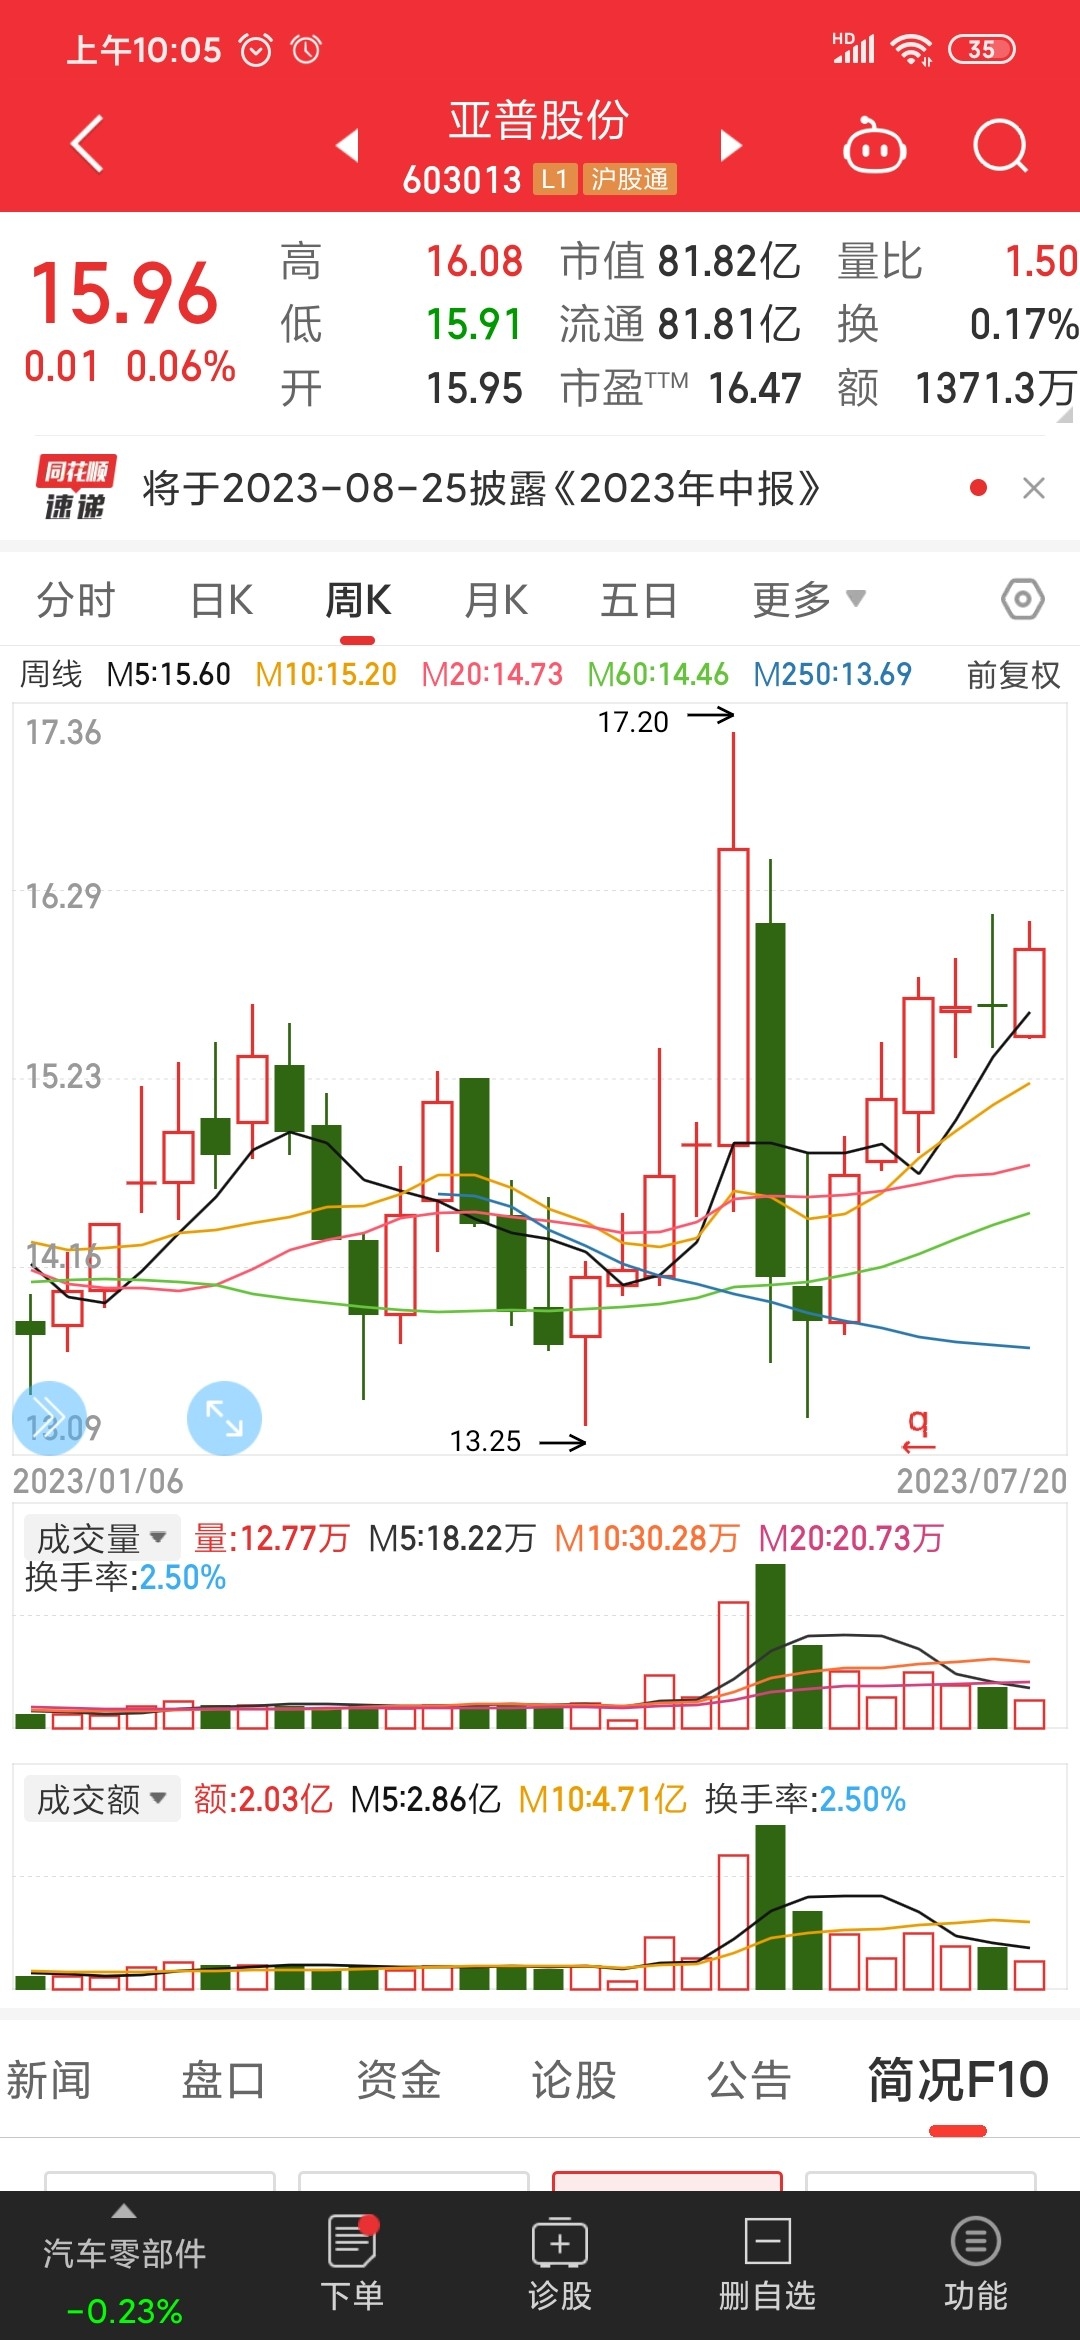 上午10:05 HD 35
亚普股份
603013 L1 沪股通
15.96
0.01 0.06%
高 16.08 市值 81.82亿 量比 1.50
低 15.91 流通 81.81亿 换 0.17%
开 15.95 市盈TTM 16.47 额 1371.3万
同花顺
速递
将于2023-08-25披露《2023年中报》
分时 日K 周K 月K 五日 更多
周线 M5:15.60 M10:15.20 M20:14.73 M60:14.46 M250:13.69 前复权
17.36
17.20
16.29
15.23
14.16
13.09
13.25
q
2023/01/06 2023/07/20
成交量 量:12.77万 M5:18.22万 M10:30.28万 M20:20.73万
换手率:2.50%
成交额 额:2.03亿 M5:2.86亿 M10:4.71亿 换手率:2.50%
新闻 盘口 资金 论股 公告 简况F10
汽车零部件
-0.23%
下单 诊股 删自选 功能